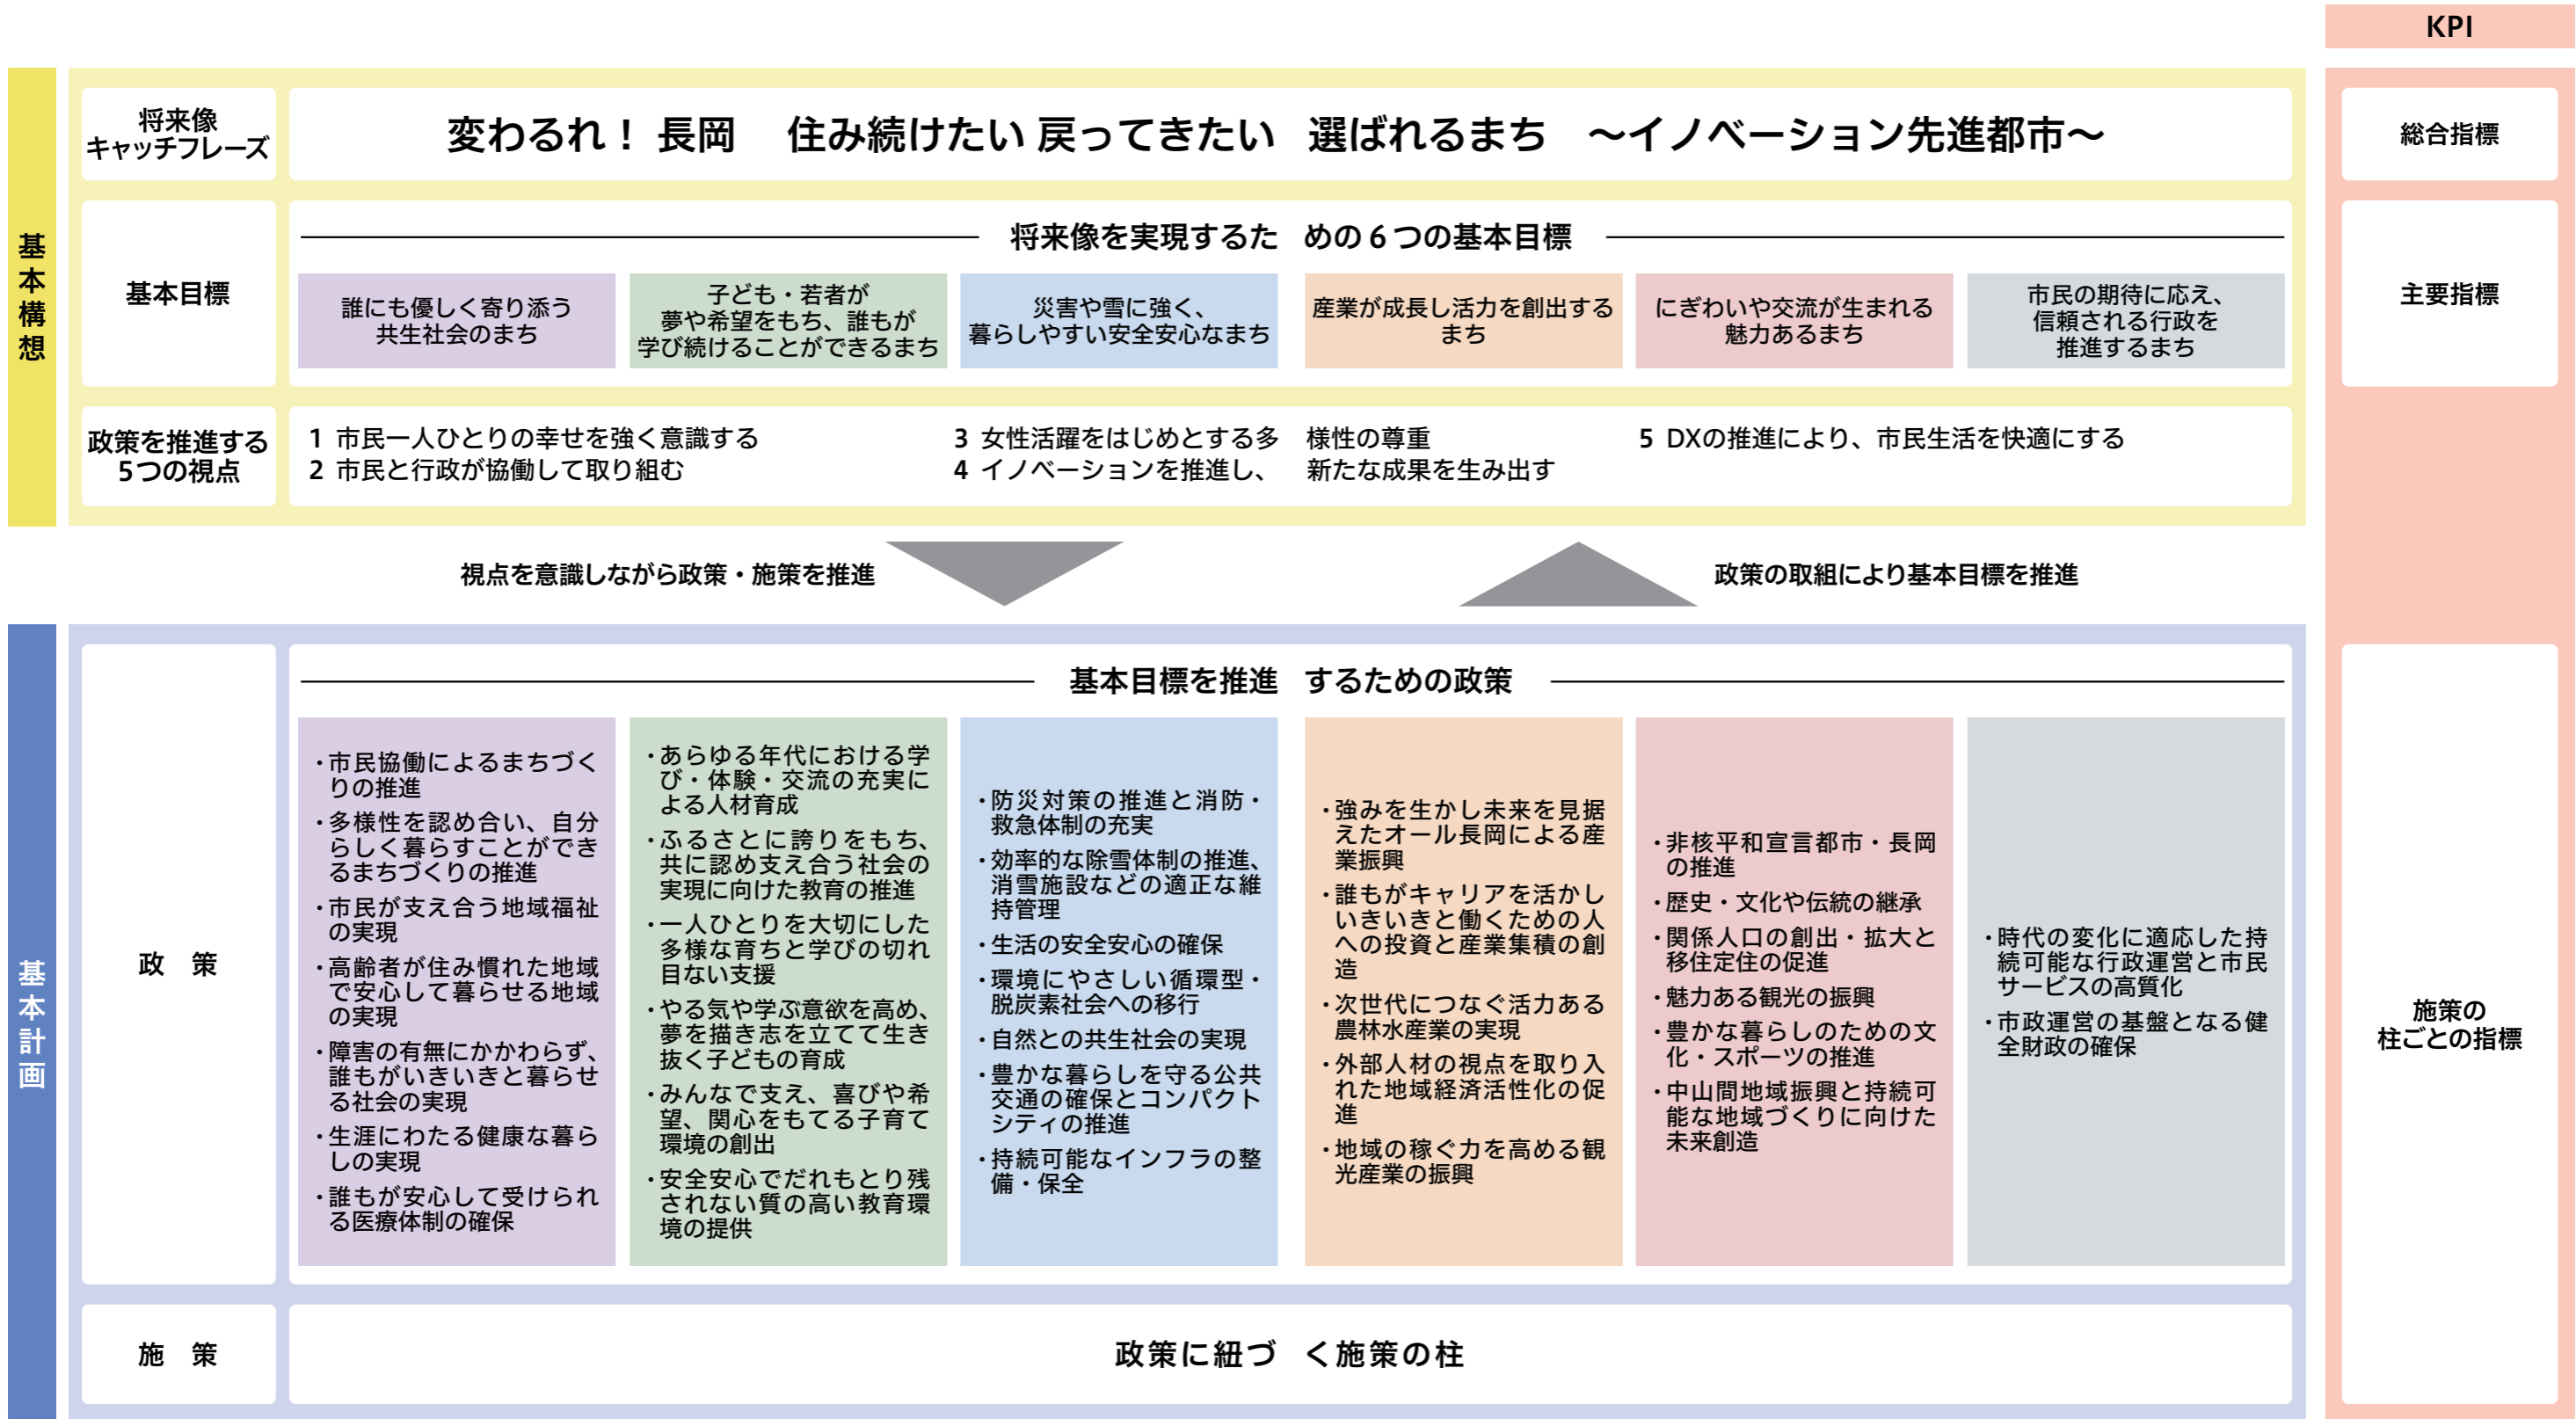 KPI
基本構想
将来像
キャッチフレーズ
変わるれ！ 長岡　住み続けたい 戻ってきたい 選ばれるまち　～イノベーション先進都市～
総合指標
基本目標
将来像を実現するための６つの基本目標
誰にも優しく寄り添う
共生社会のまち
子ども・若者が
夢や希望をもち、誰もが
学び続けることができるまち
災害や雪に強く、
暮らしやすい安全安心なまち
産業が成長し活力を創出する
まち
にぎわいや交流が生まれる
魅力あるまち
市民の期待に応え、
信頼される行政を
推進するまち
主要指標
政策を推進する
5つの視点
1 市民一人ひとりの幸せを強く意識する
2 市民と行政が協働して取り組む
3 女性活躍をはじめとする多様性の尊重
4 イノベーションを推進し、新たな成果を生み出す
5 DXの推進により、市民生活を快適にする
視点を意識しながら政策・施策を推進
政策の取組により基本目標を推進
基本計画
政　策
基本目標を推進するための政策
・市民協働によるまちづく
りの推進
・多様性を認め合い、自分
らしく暮らすことができ
るまちづくりの推進
・市民が支え合う地域福祉
の実現
・高齢者が住み慣れた地域
で安心して暮らせる地域
の実現
・障害の有無にかかわらず、
誰もがいきいきと暮らせ
る社会の実現
・生涯にわたる健康な暮ら
しの実現
・誰もが安心して受けられ
る医療体制の確保
・あらゆる年代における学
び・体験・交流の充実に
よる人材育成
・ふるさとに誇りをもち、
共に認め支え合う社会の
実現に向けた教育の推進
・一人ひとりを大切にした
多様な育ちと学びの切れ
目ない支援
・やる気や学ぶ意欲を高め、
夢を描き志を立てて生き
抜く子どもの育成
・みんなで支え、喜びや希
望、関心をもてる子育て
環境の創出
・安全安心でだれもとり残
されない質の高い教育環
境の提供
・防災対策の推進と消防・
救急体制の充実
・効率的な除雪体制の推進、
消雪施設などの適正な維
持管理
・生活の安全安心の確保
・環境にやさしい循環型・
脱炭素社会への移行
・自然との共生社会の実現
・豊かな暮らしを守る公共
交通の確保とコンパクト
シティの推進
・持続可能なインフラの整
備・保全
・強みを生かし未来を見据
えたオール長岡による産
業振興
・誰もがキャリアを活かし
いきいきと働くための人
への投資と産業集積の創
造
・次世代につなぐ活力ある
農林水産業の実現
・外部人材の視点を取り入
れた地域経済活性化の促
進
・地域の稼ぐ力を高める観
光産業の振興
・非核平和宣言都市・長岡
の推進
・歴史・文化や伝統の継承
・関係人口の創出・拡大と
移住定住の促進
・魅力ある観光の振興
・豊かな暮らしのための文
化・スポーツの推進
・中山間地域振興と持続可
能な地域づくりに向けた
未来創造
・時代の変化に適応した持
続可能な行政運営と市民
サービスの高質化
・市政運営の基盤となる健
全財政の確保
施策の
柱ごとの指標
施　策
政策に紐づく施策の柱